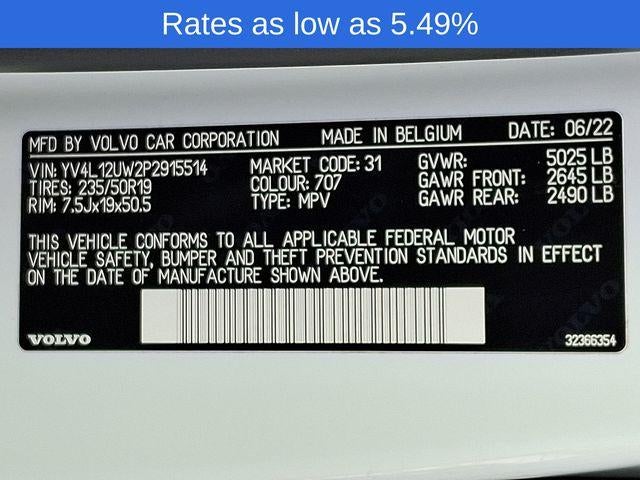 Rates as low as 5.49%
MFD BY VOLVO CAR CORPORATION MADE IN BELGIUM DATE: 06/22
VIN: YV4L12UW2P2915514 MARKET CODE: 31 GVWR: 5025 LB
TIRES: 235/50R19 COLOUR: 707 GAWR FRONT: 2645 LB
RIM: 7.5Jx19x50.5 TYPE: MPV GAWR REAR: 2490 LB
THIS VEHICLE CONFORMS TO ALL APPLICABLE FEDERAL MOTOR
VEHICLE SAFETY, BUMPER AND THEFT PREVENTION STANDARDS IN EFFECT
ON THE DATE OF MANUFACTURE SHOWN ABOVE.
VOLVO 32366354